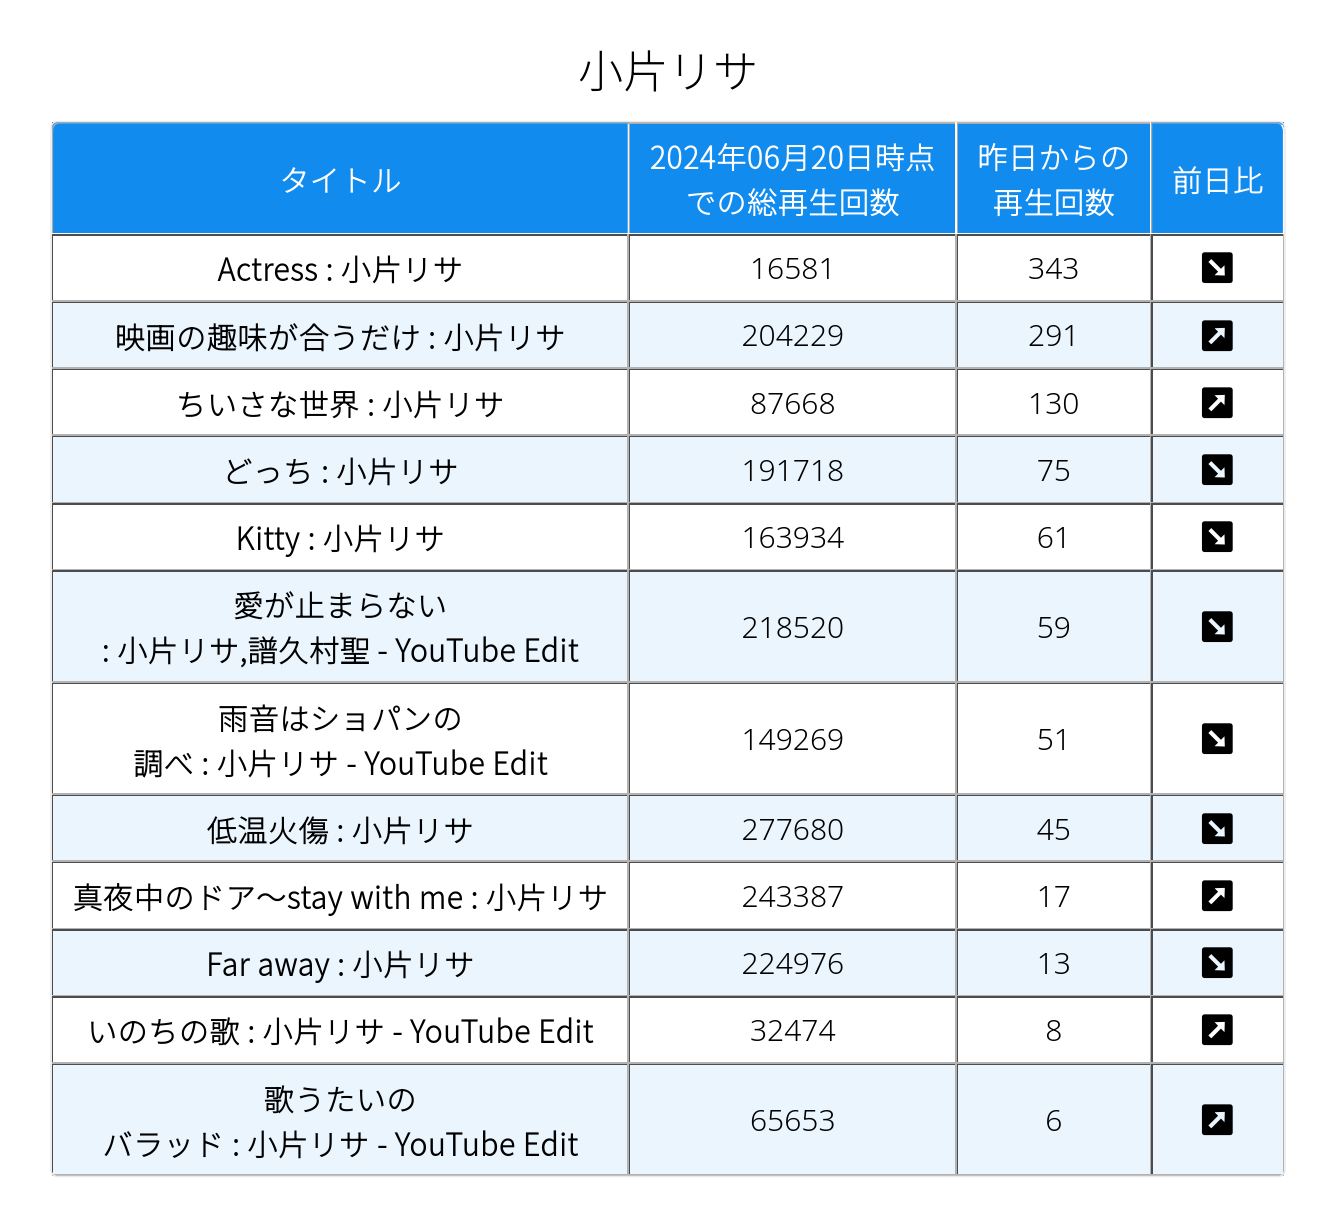 小片リサ
タイトル
2024年06月20日時点
での総再生回数
昨日からの
再生回数
前日比
Actress : 小片リサ 16581 343 ↘
映画の趣味が合うだけ : 小片リサ 204229 291 ↗
ちいさな世界 : 小片リサ 87668 130 ↗
どっち : 小片リサ 191718 75 ↘
Kitty : 小片リサ 163934 61 ↘
愛が止まらない
: 小片リサ,譜久村聖 - YouTube Edit 218520 59 ↘
雨音はショパンの
調べ : 小片リサ - YouTube Edit 149269 51 ↘
低温火傷 : 小片リサ 277680 45 ↘
真夜中のドア〜stay with me : 小片リサ 243387 17 ↗
Far away : 小片リサ 224976 13 ↘
いのちの歌 : 小片リサ - YouTube Edit 32474 8 ↗
歌うたいの
バラッド : 小片リサ - YouTube Edit 65653 6 ↗